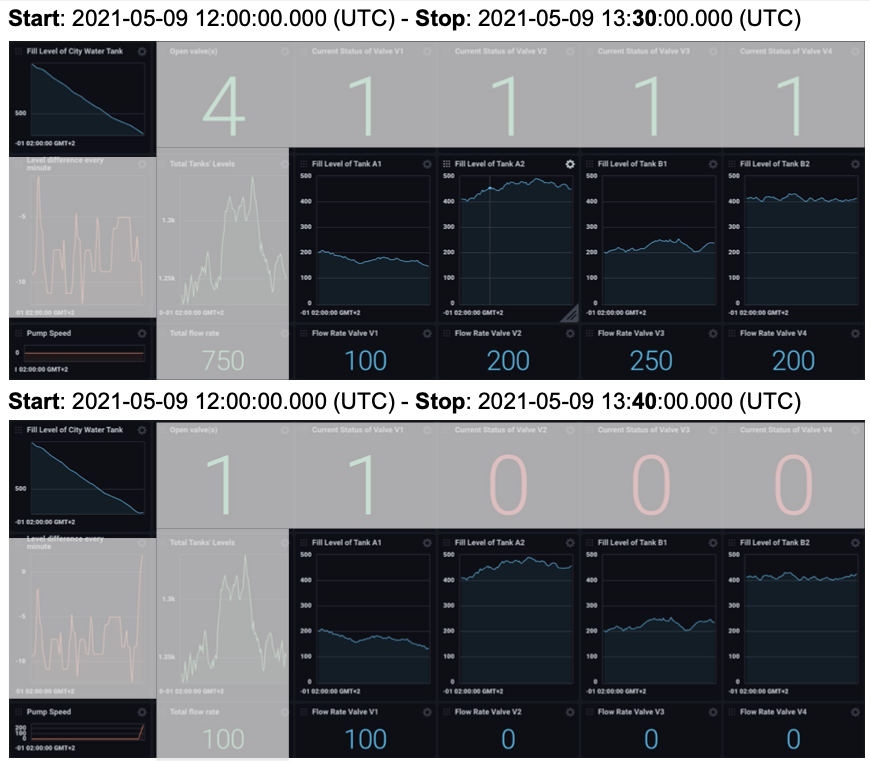 Start: 2021-05-09 12:00:00.000 (UTC) - Stop: 2021-05-09 13:30:00.000 (UTC)
Fill Level of City Water Tank Open valve(s) Current Status of Valve V1 Current Status of Valve V2 Current Status of Valve V3 Current Status of Valve V4
4 1 1 1 1
500
-01 02:00:00 GMT+2
Level difference every minute Total Tanks' Levels Fill Level of Tank A1 Fill Level of Tank A2 Fill Level of Tank B1 Fill Level of Tank B2
-5
-10
-01 02:00:00 GMT+2
1.3k
1.25k
0-01 02:00:00 GMT+2
500
400
300
200
100
0
-01 02:00:00 GMT+2
500
400
300
200
100
0
-01 02:00:00 GMT+2
500
400
300
200
100
0
-01 02:00:00 GMT+2
500
400
300
200
100
0
-01 02:00:00 GMT+2
Pump Speed Total flow rate Flow Rate Valve V1 Flow Rate Valve V2 Flow Rate Valve V3 Flow Rate Valve V4
0
02:00:00 GMT+2
750 100 200 250 200
Start: 2021-05-09 12:00:00.000 (UTC) - Stop: 2021-05-09 13:40:00.000 (UTC)
Fill Level of City Water Tank Open valve(s) Current Status of Valve V1 Current Status of Valve V2 Current Status of Valve V3 Current Status of Valve V4
1 1 0 0 0
500
-01 02:00:00 GMT+2
Level difference every minute Total Tanks' Levels Fill Level of Tank A1 Fill Level of Tank A2 Fill Level of Tank B1 Fill Level of Tank B2
0
-5
-10
-01 02:00:00 GMT+2
1.3k
1.25k
0-01 02:00:00 GMT+2
500
400
300
200
100
0
-01 02:00:00 GMT+2
500
400
300
200
100
0
-01 02:00:00 GMT+2
500
400
300
200
100
0
-01 02:00:00 GMT+2
500
400
300
200
100
0
-01 02:00:00 GMT+2
Pump Speed Total flow rate Flow Rate Valve V1 Flow Rate Valve V2 Flow Rate Valve V3 Flow Rate Valve V4
200
100
0
-01 02:00:00 GMT+2
100 100 0 0 0